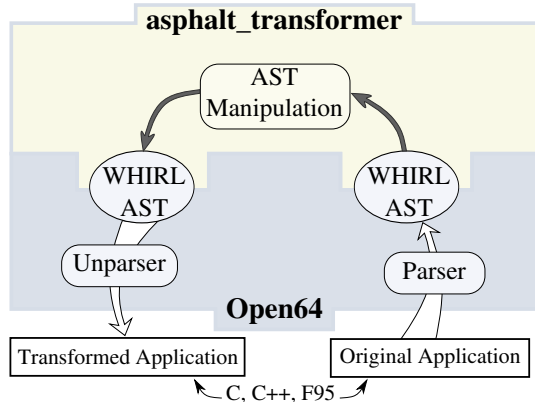 asphalt_transformer
AST
Manipulation
WHIRL
AST
WHIRL
AST
Unparser
Parser
Open64
Transformed Application
Original Application
C, C++, F95